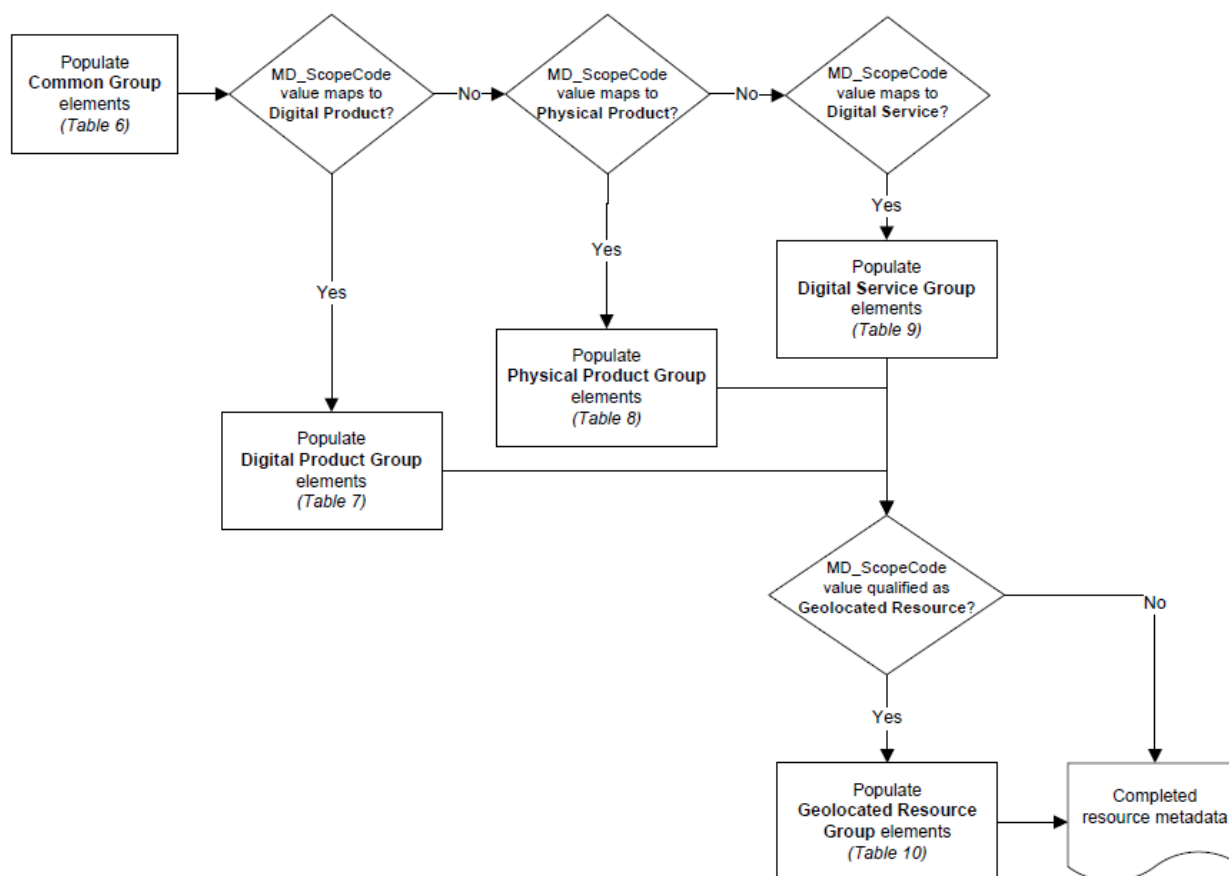 Populate
Common Group
elements
(Table 6)
MD_ScopeCode
value maps to
Digital Product?
No
MD_ScopeCode
value maps to
Physical Product?
No
MD_ScopeCode
value maps to
Digital Service?
Yes
Yes
Yes
Populate
Digital Service Group
elements
(Table 9)
Populate
Physical Product Group
elements
(Table 8)
Populate
Digital Product Group
elements
(Table 7)
MD_ScopeCode
value qualified as
Geolocated Resource?
No
Yes
Populate
Geolocated Resource
Group elements
(Table 10)
Completed
resource metadata